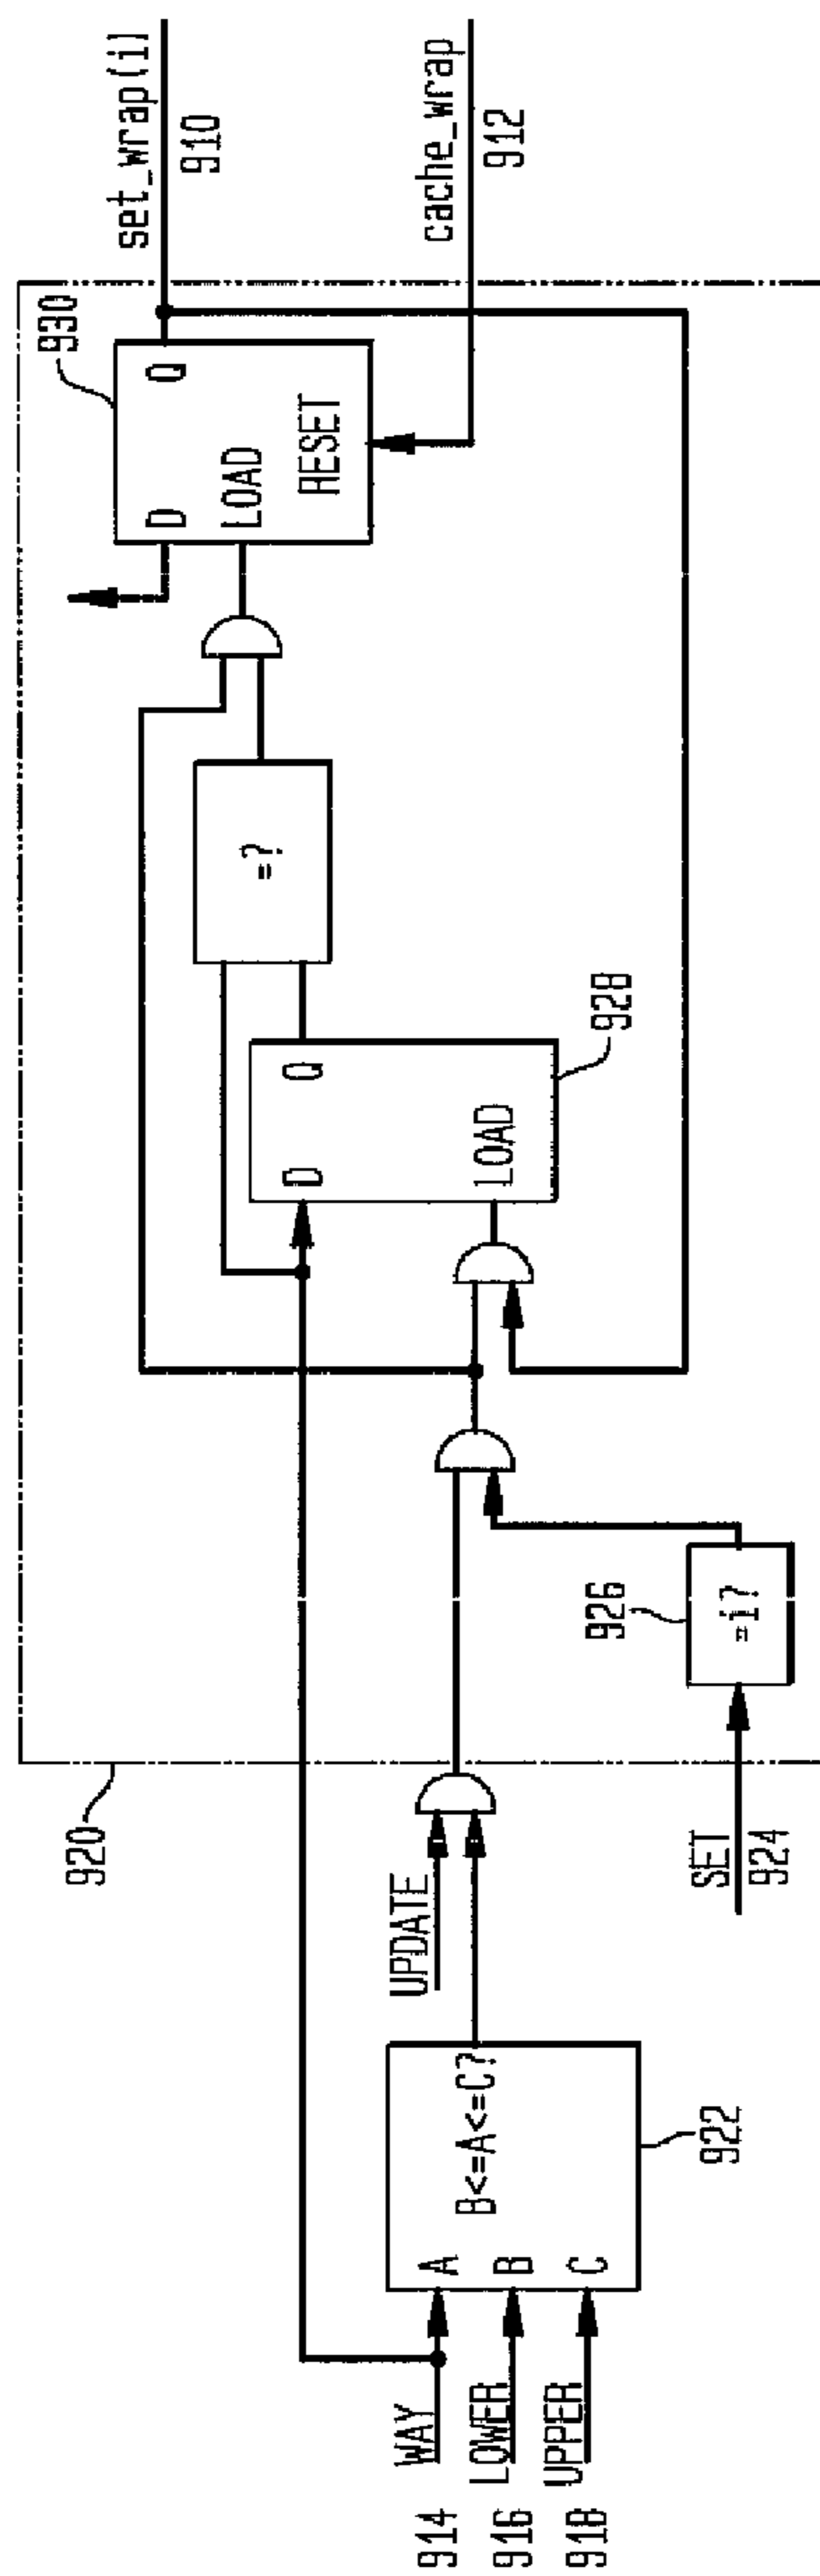 set_wrap(i)
910
cache_wrap
912
930
D
Q
LOAD
RESET
=?
928
D
Q
LOAD
926
=i?
920
SET
924
UPDATE
B<=A<=C?
922
A
B
C
WAY
914
LOWER
916
UPPER
918